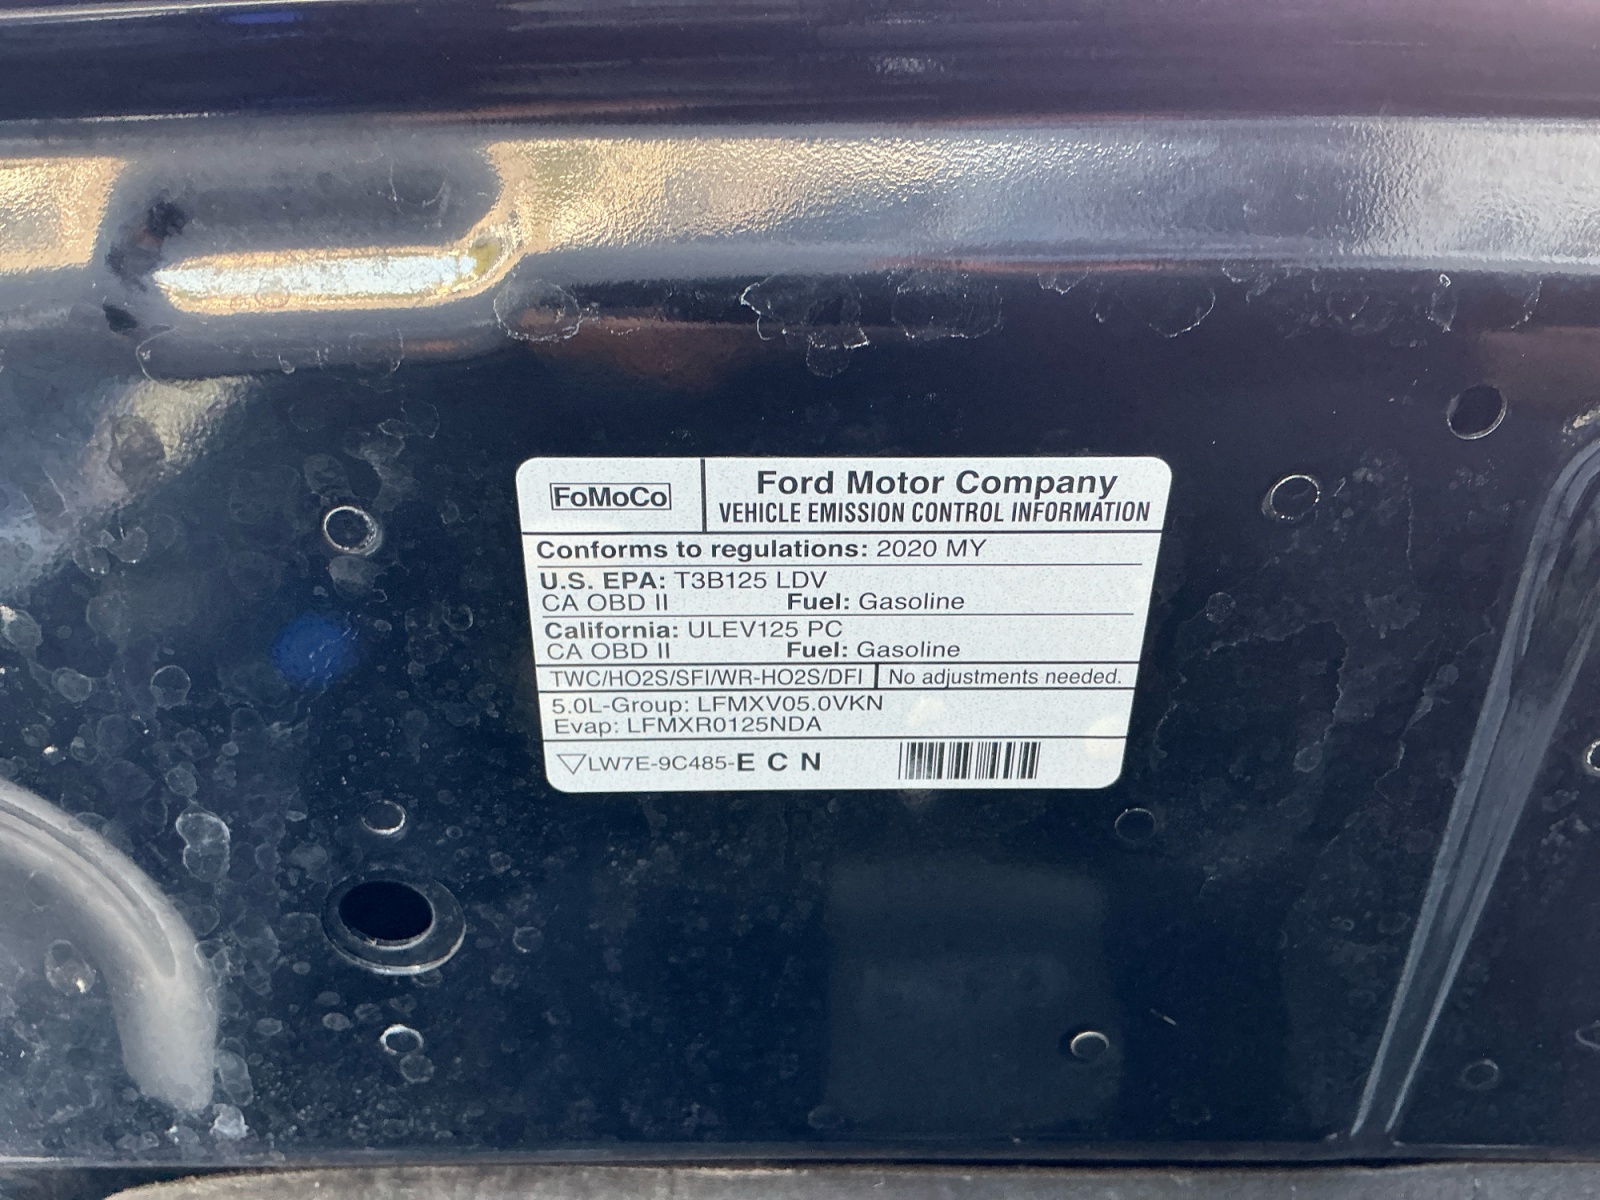 FoMoCo
Ford Motor Company
VEHICLE EMISSION CONTROL INFORMATION
Conforms to regulations: 2020 MY
U.S. EPA: T3B125 LDV
CA OBD II Fuel: Gasoline
California: ULEV125 PC
CA OBD II Fuel: Gasoline
TWC/HO2S/SFI/WR-HO2S/DFI No adjustments needed.
5.0L-Group: LFMXV05.0VKN
Evap: LFMXR0125NDA
LW7E-9C485-E C N